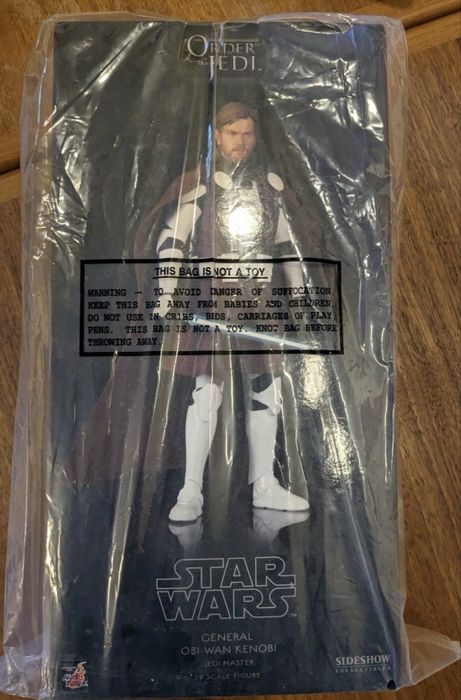 ORDER
of the JEDI.
THIS BAG IS NOT A TOY
WARNING — TO AVOID DANGER OF SUFFOCATION,
KEEP THIS BAG AWAY FROM BABIES AND CHILDREN.
DO NOT USE IN CRIBS, BEDS, CARRIAGES OR PLAY
PENS. THIS BAG IS NOT A TOY. KNOT BAG BEFORE
THROWING AWAY.
STAR
WARS
GENERAL
OBI-WAN KENOBI
JEDI MASTER
SCALE FIGURE
SIDESHOW
COLLECTIBLES